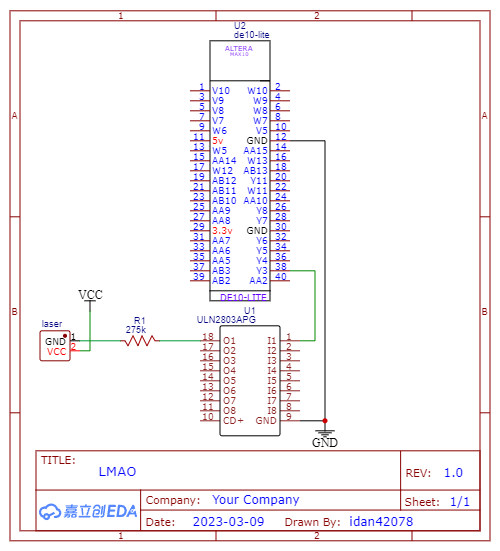 1 2
U2
de10-lite
ALTERA
MAX10
1 V10 W10 2
3 V9 W9 4
5 V8 W8 6
7 V7 W7 8
9 W6 V5 10
11 5v GND 12
13 W5 AA15 14
15 AA14 W13 16
17 W12 AB13 18
19 AB12 Y11 20
21 AB11 W11 22
23 AB10 AA10 24
25 AA9 Y8 26
27 AA8 Y7 28
29 3.3v GND 30
31 AA7 Y6 32
33 AA6 Y5 34
35 AA5 Y4 36
37 AB3 Y3 38
39 AB2 AA2 40
DE10-LITE
A A
B B
VCC
laser
GND 1
VCC 2
R1
275k
U1
ULN2803APG
18 O1 I1 1
17 O2 I2 2
16 O3 I3 3
15 O4 I4 4
14 O5 I5 5
13 O6 I6 6
12 O7 I7 7
11 O8 I8 8
10 CD+ GND 9
GND
TITLE:
LMAO
REV: 1.0
嘉立创EDA
Company: Your Company
Sheet: 1/1
Date: 2023-03-09 Drawn By: idan42078
1 2